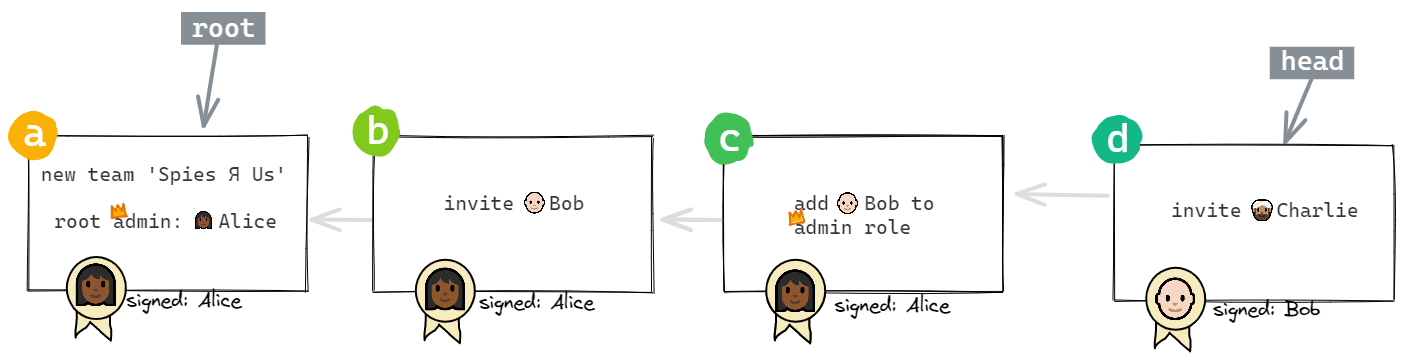 root
head
a
b
c
d
new team 'Spies Я Us'
root admin: Alice
invite Bob
add Bob to
admin role
invite Charlie
signed: Alice
signed: Alice
signed: Alice
signed: Bob